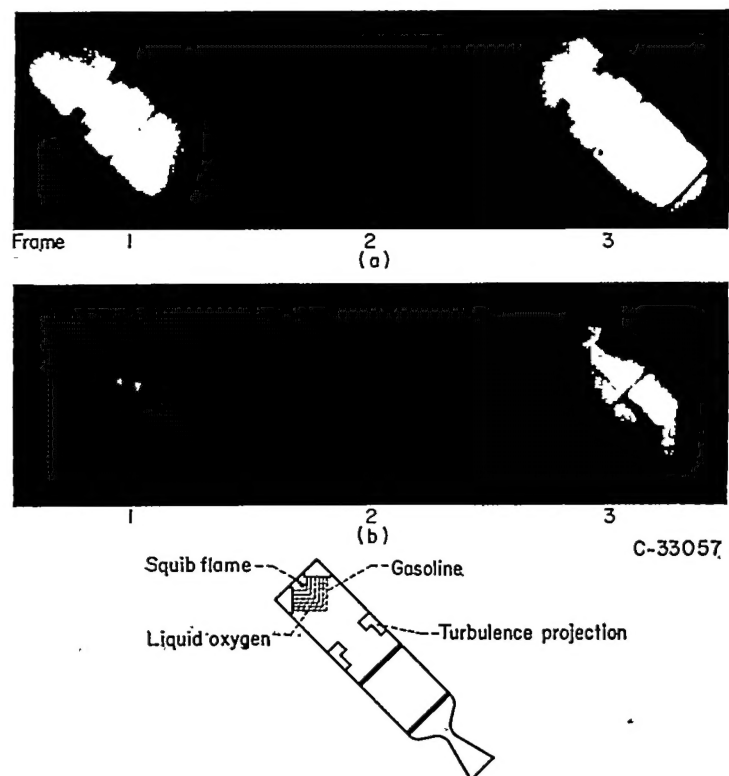 Frame 1 2 3
(a)
1 2 3
(b)
C-33057
Squib flame Gasoline
Liquid oxygen Turbulence projection